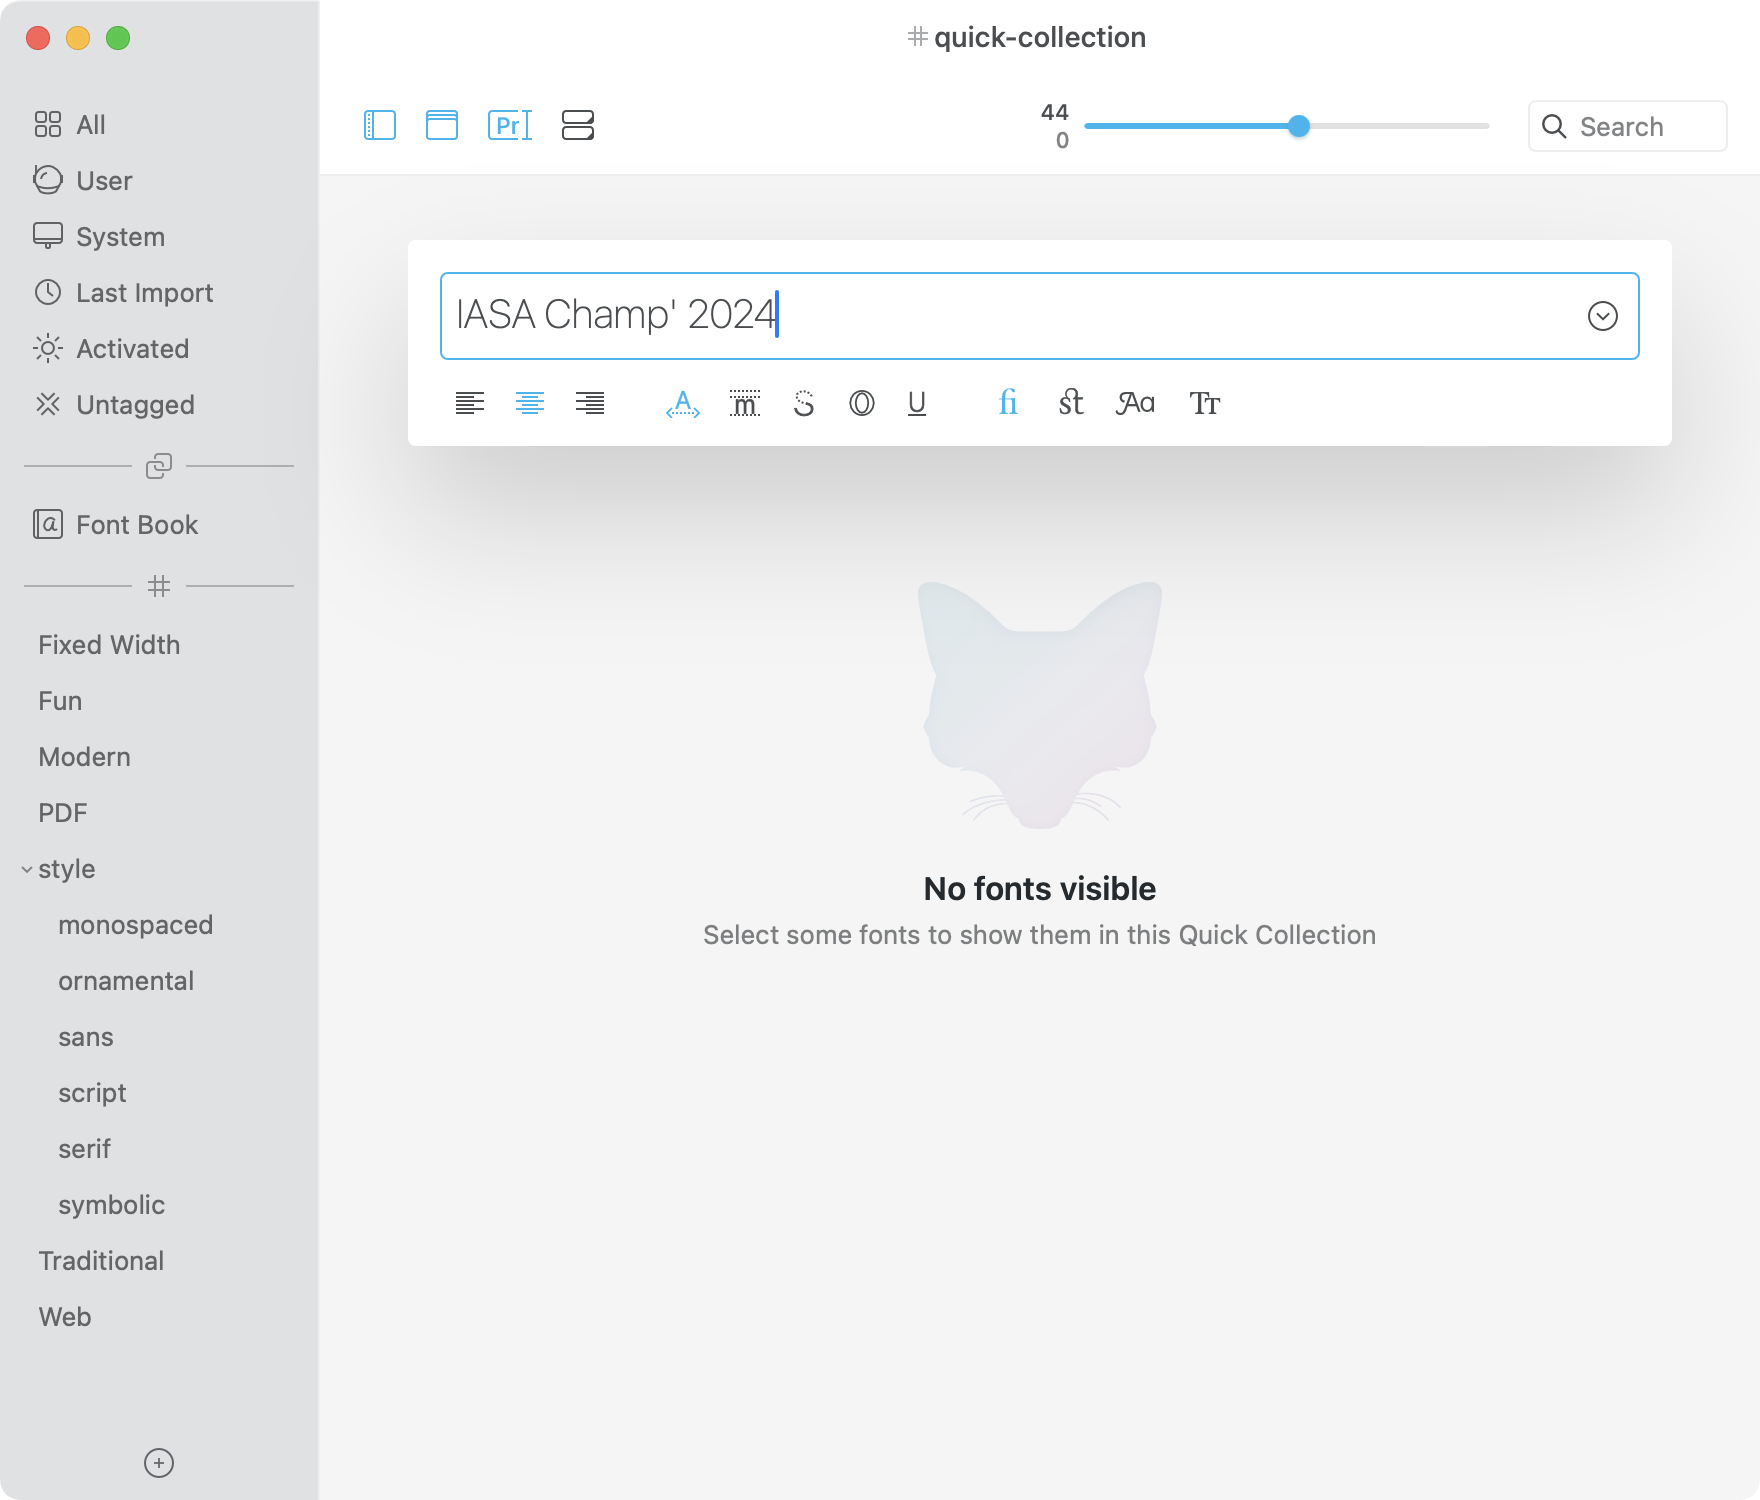 quick-collection
All
User
System
Last Import
Activated
Untagged
Font Book
Fixed Width
Fun
Modern
PDF
style
monospaced
ornamental
sans
script
serif
symbolic
Traditional
Web
Pr
44
0
Search
IASA Champ' 2024
A
m
S
O
U
fi
st
Aa
Tт
No fonts visible
Select some fonts to show them in this Quick Collection